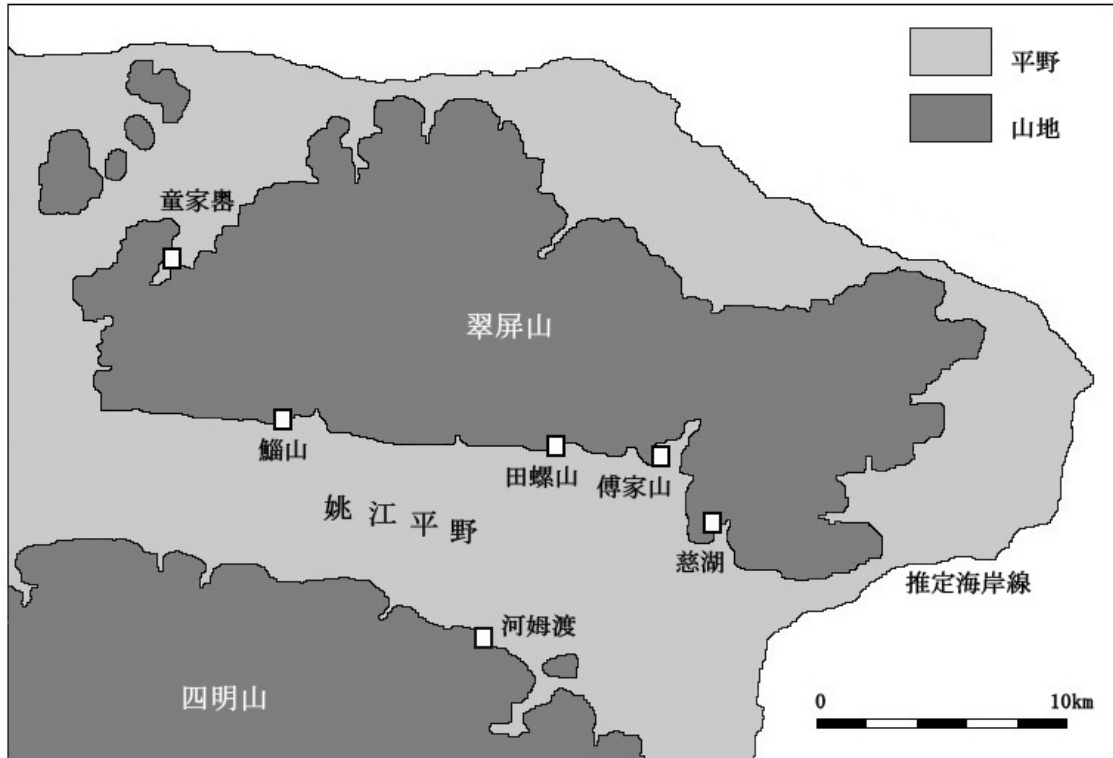 平野
山地
童家嶴
翠屏山
鯔山
田螺山
傅家山
姚江平野
慈湖
推定海岸線
河姆渡
四明山
0 10km